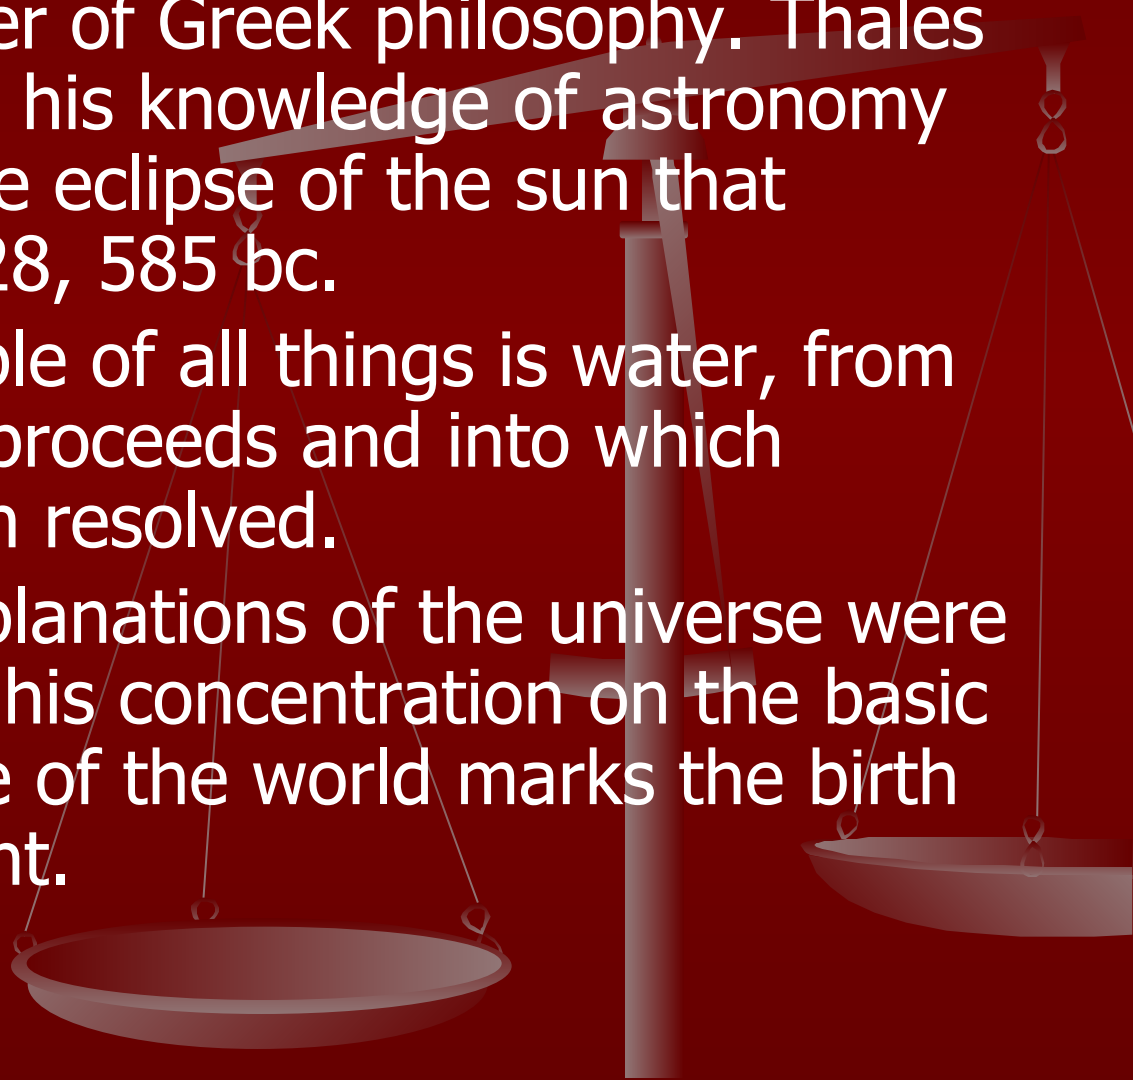 er of Greek philosophy. Thales
his knowledge of astronomy
e eclipse of the sun that
28, 585 bc.
ple of all things is water, from
proceeds and into which
n resolved.
planations of the universe were
his concentration on the basic
e of the world marks the birth
nt.